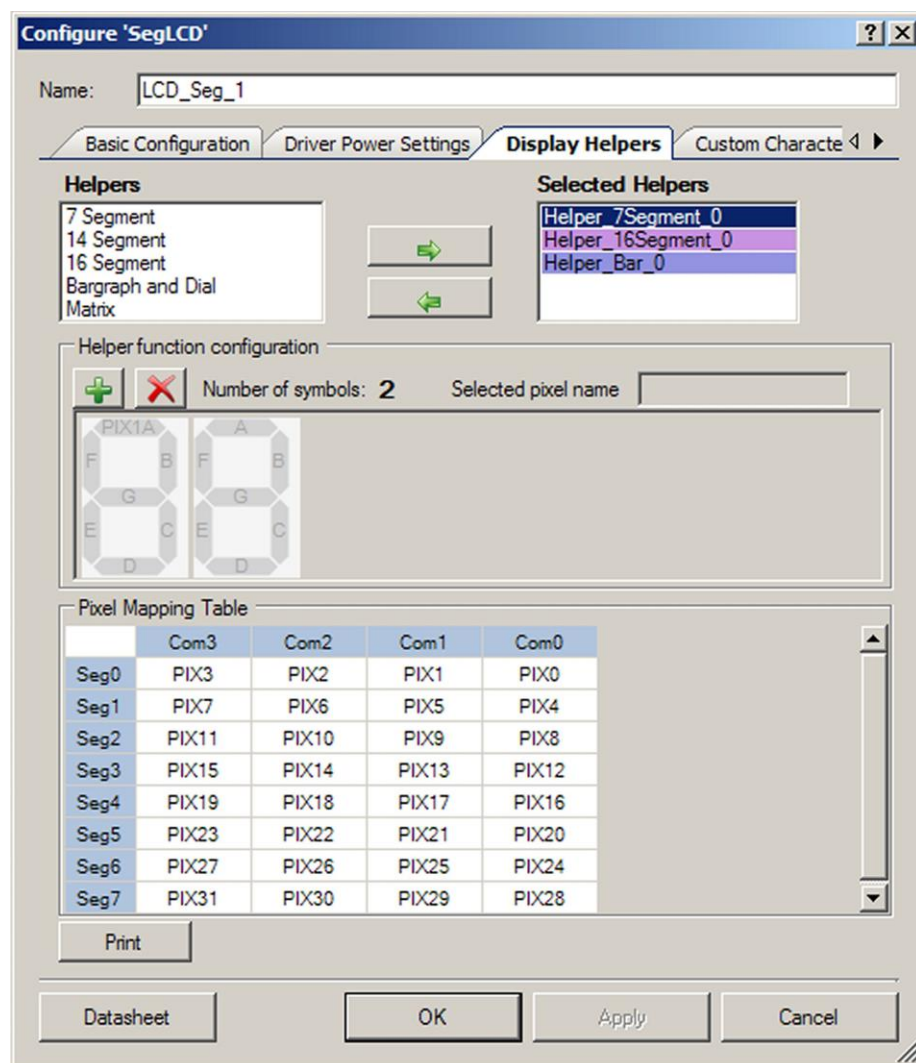 Configure 'SegLCD'
Name: LCD_Seg_1
Basic Configuration Driver Power Settings Display Helpers Custom Characte
Helpers
7 Segment
14 Segment
16 Segment
Bargraph and Dial
Matrix
Selected Helpers
Helper_7Segment_0
Helper_16Segment_0
Helper_Bar_0
Helper function configuration
Number of symbols: 2 Selected pixel name
PIX1A A
F B F B
G G
E C E C
D D
Pixel Mapping Table
Com3 Com2 Com1 Com0
Seg0 PIX3 PIX2 PIX1 PIX0
Seg1 PIX7 PIX6 PIX5 PIX4
Seg2 PIX11 PIX10 PIX9 PIX8
Seg3 PIX15 PIX14 PIX13 PIX12
Seg4 PIX19 PIX18 PIX17 PIX16
Seg5 PIX23 PIX22 PIX21 PIX20
Seg6 PIX27 PIX26 PIX25 PIX24
Seg7 PIX31 PIX30 PIX29 PIX28
Print
Datasheet OK Apply Cancel